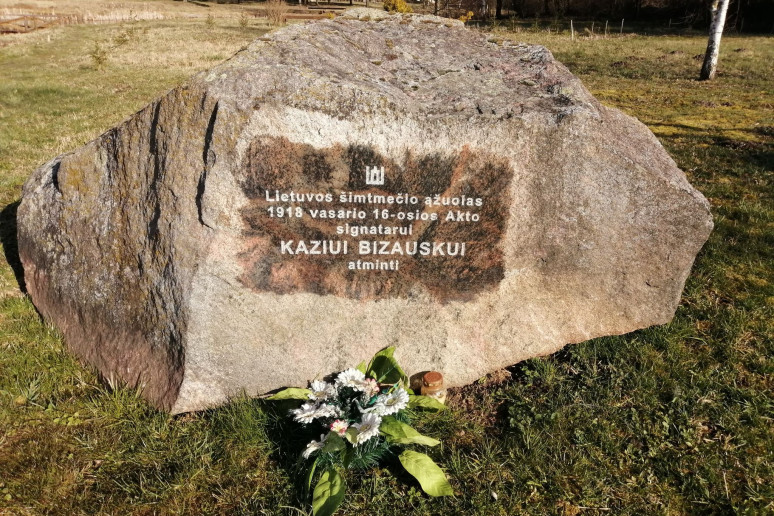 Lietuvos šimtmečio ąžuolas
1918 vasario 16-osios Akto
signatarui
KAZIUI BIZAUSKUI
atminti